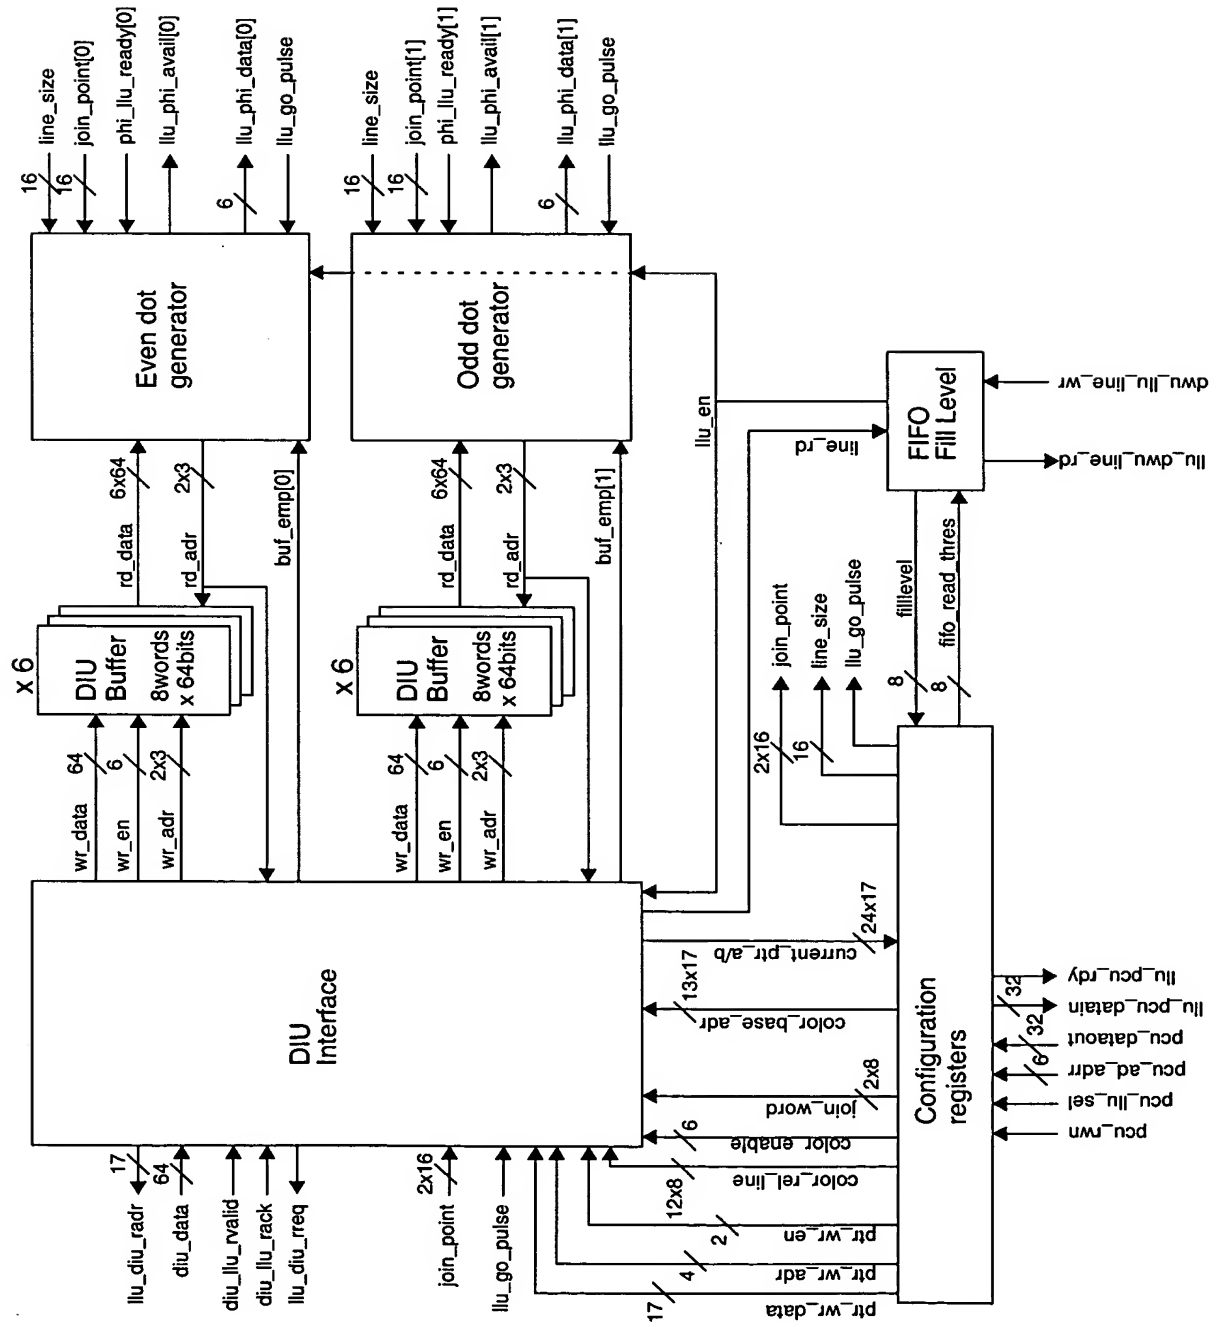 line_size
16
join_point[0]
16
phi_llu_ready[0]
llu_phi_avail[0]
llu_phi_data[0]
6
llu_go_pulse
Even dot
generator
line_size
16
join_point[1]
16
phi_llu_ready[1]
llu_phi_avail[1]
llu_phi_data[1]
6
llu_go_pulse
Odd dot
generator
rd_data
6x64
rd_adr
2x3
buf_emp[0]
rd_data
6x64
rd_adr
2x3
buf_emp[1]
x 6
DIU
Buffer
8words
x 64bits
x 6
DIU
Buffer
8words
x 64bits
wr_data
64
wr_en
6
wr_adr
2x3
wr_data
64
wr_en
6
wr_adr
2x3
DIU
Interface
llu_diu_radr
17
diu_data
64
diu_llu_rvalid
diu_llu_rack
llu_diu_rreq
join_point
2x16
llu_go_pulse
llu_en
line_rd
FIFO
Fill Level
dwu_llu_line_wr
llu_dwu_line_rd
filllevel
8
fifo_read_thres
8
join_point
2x16
line_size
16
llu_go_pulse
current_ptr_a/b
24x17
color_base_adr
13x17
join_word
2x8
color_enable
6
color_rel_line
12x8
ptr_wr_en
2
ptr_wr_adr
4
ptr_wr_data
17
Configuration
registers
llu_pcu_rdy
llu_pcu_datain
32
pcu_dataout
32
pcu_ad_adrr
6
pcu_llu_sel
pcu_rwn